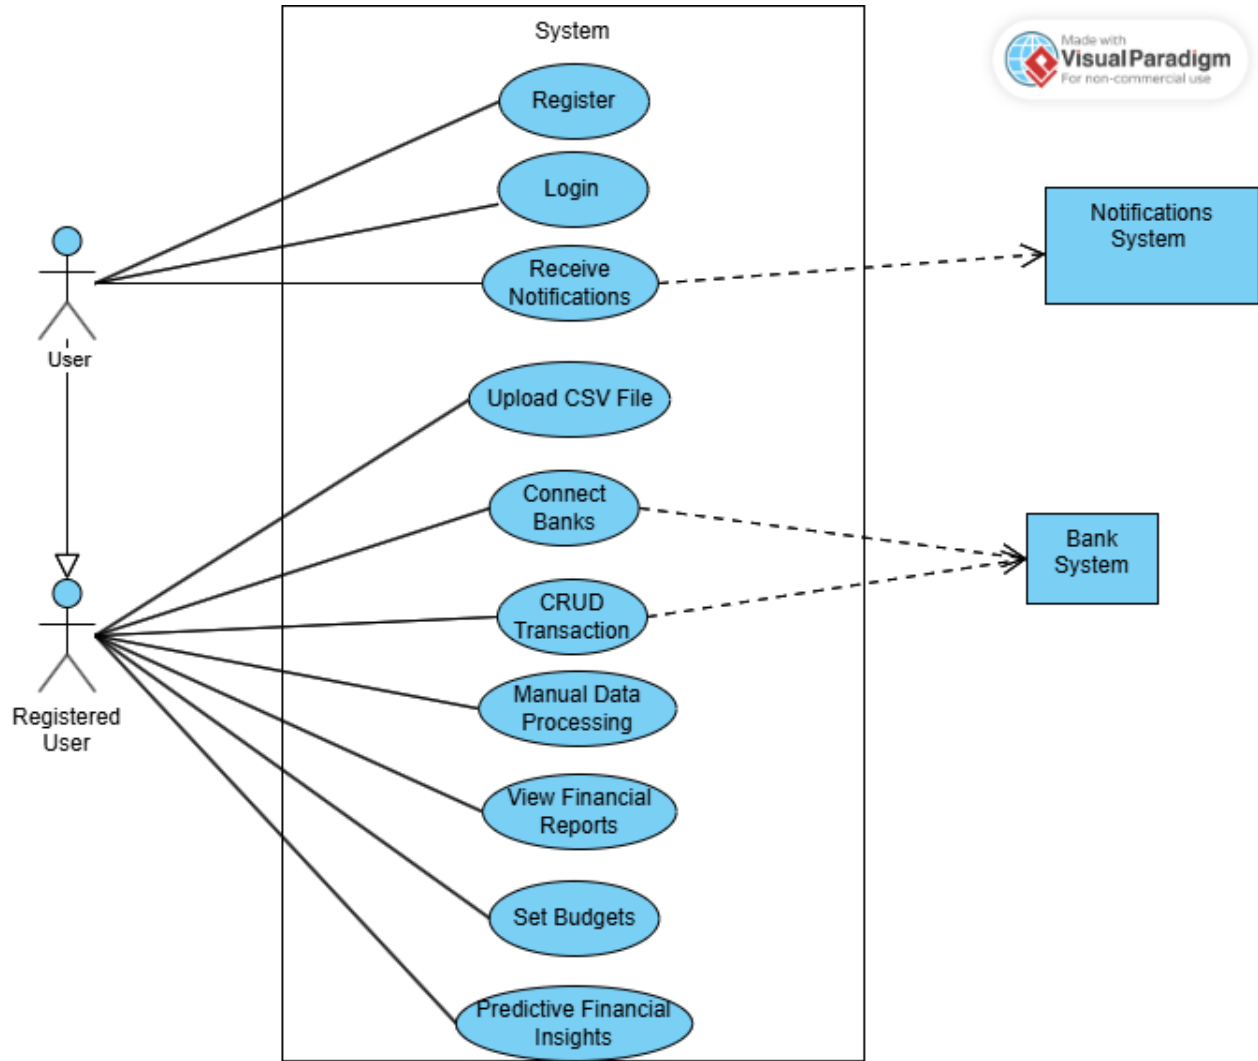 System
Made with
Visual Paradigm
For non-commercial use
Register
Login
Notifications
System
Receive
Notifications
User
Upload CSV File
Connect
Banks
Bank
System
CRUD
Transaction
Manual Data
Processing
Registered
User
View Financial
Reports
Set Budgets
Predictive Financial
Insights